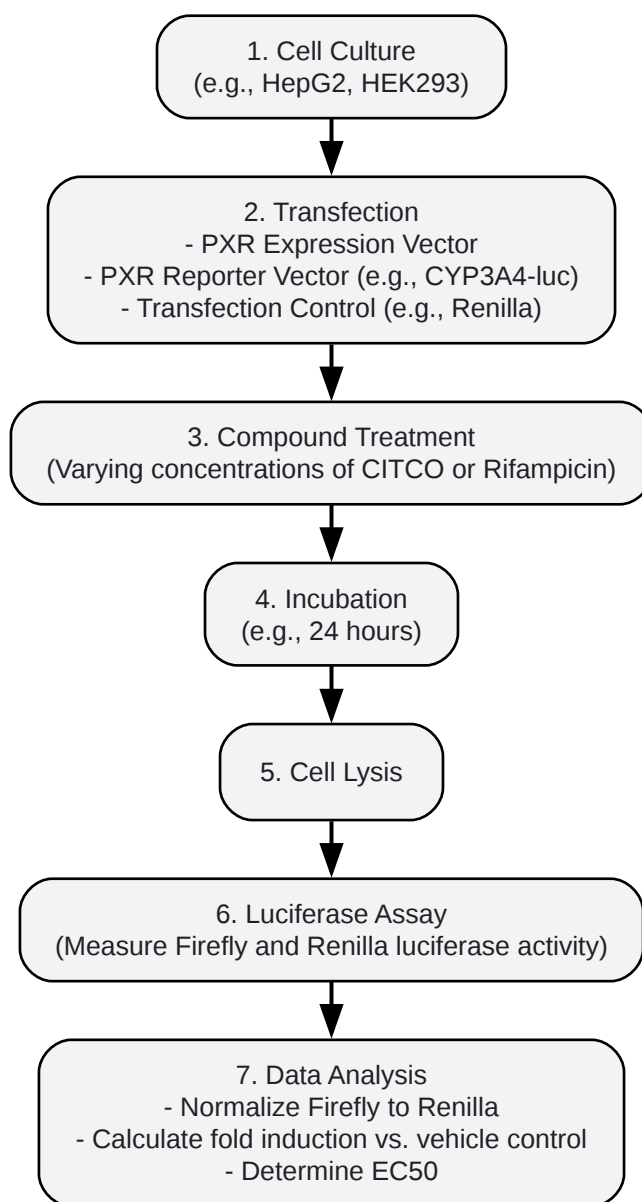 1. Cell Culture
(e.g., HepG2, HEK293)
2. Transfection
- PXR Expression Vector
- PXR Reporter Vector (e.g., CYP3A4-luc)
- Transfection Control (e.g., Renilla)
3. Compound Treatment
(Varying concentrations of CITCO or Rifampicin)
4. Incubation
(e.g., 24 hours)
5. Cell Lysis
6. Luciferase Assay
(Measure Firefly and Renilla luciferase activity)
7. Data Analysis
- Normalize Firefly to Renilla
- Calculate fold induction vs. vehicle control
- Determine EC50